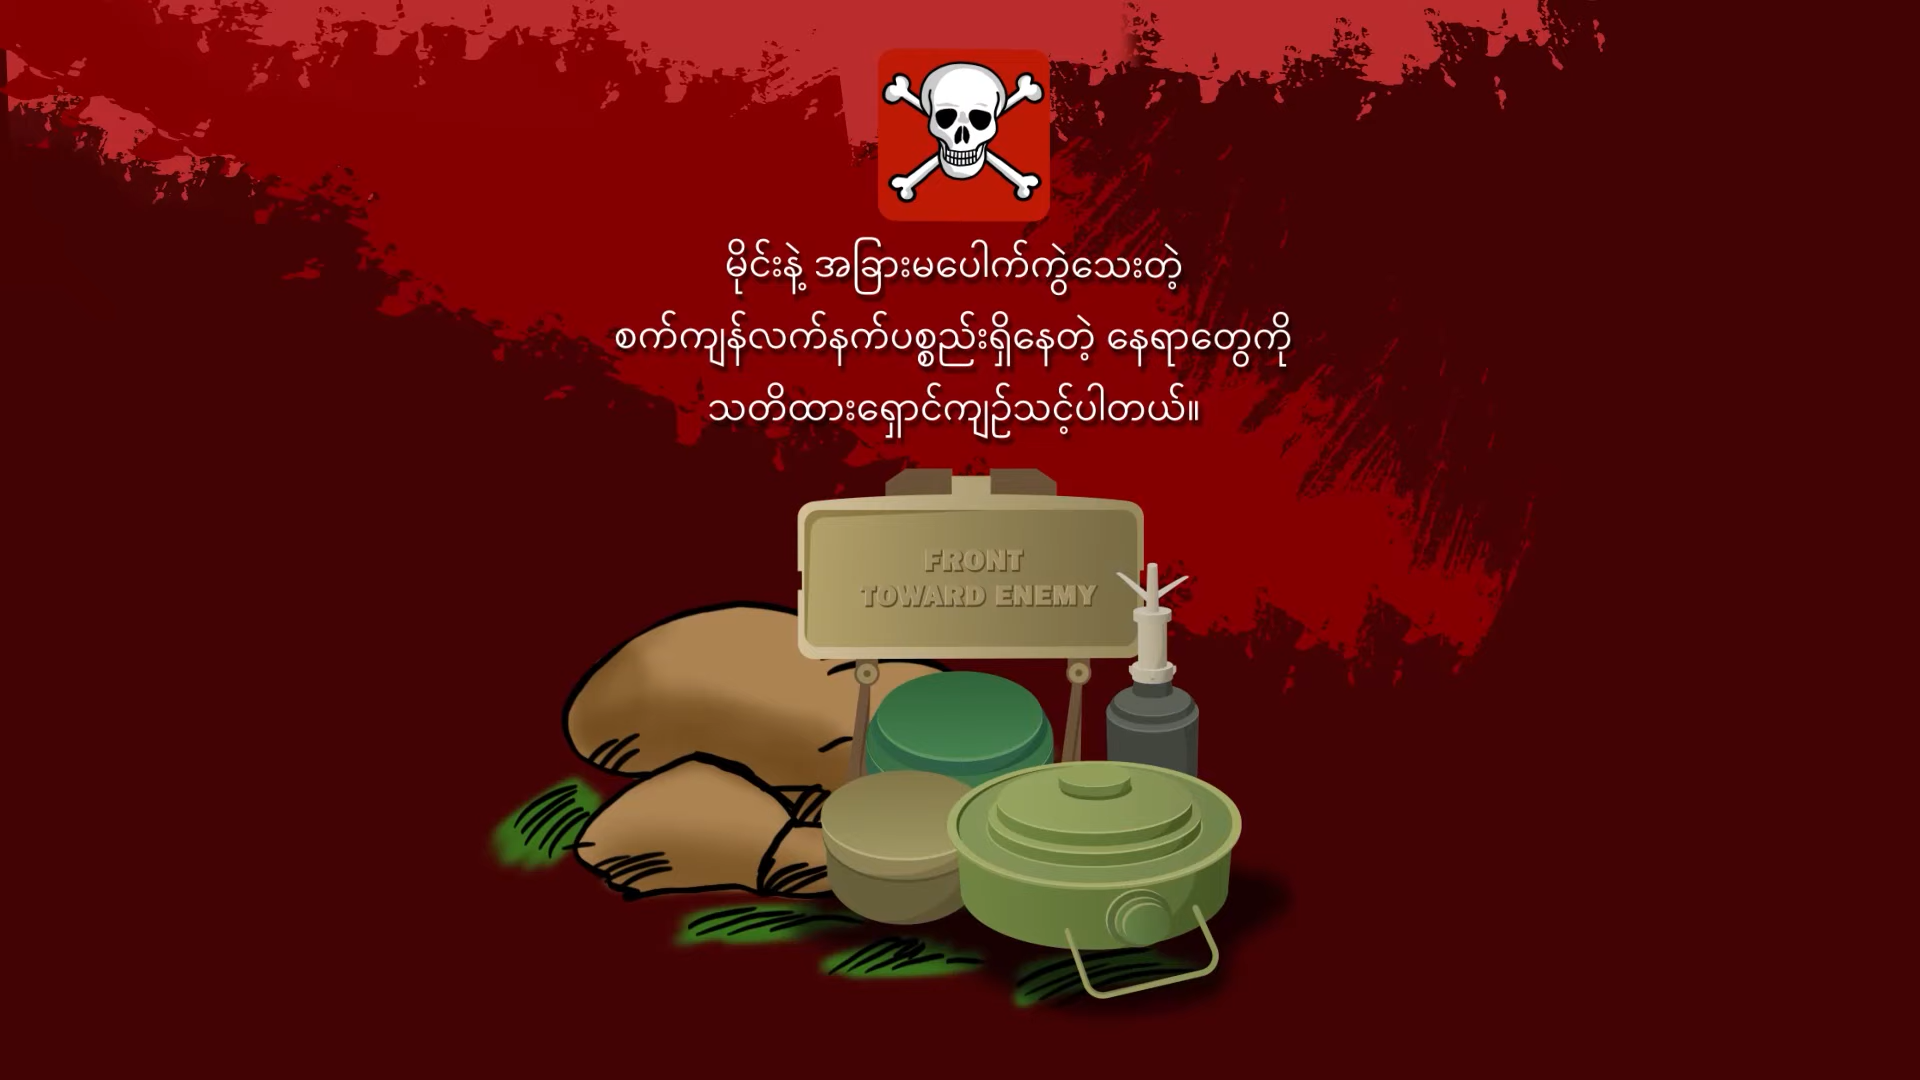 မိုင်းနဲ့ အခြားမပေါက်ကွဲသေးတဲ့
စက်ကျန်လက်နက်ပစ္စည်းရှိနေတဲ့ နေရာတွေကို
သတိထားရှောင်ကျဉ်သင့်ပါတယ်။
FRONT
TOWARD ENEMY